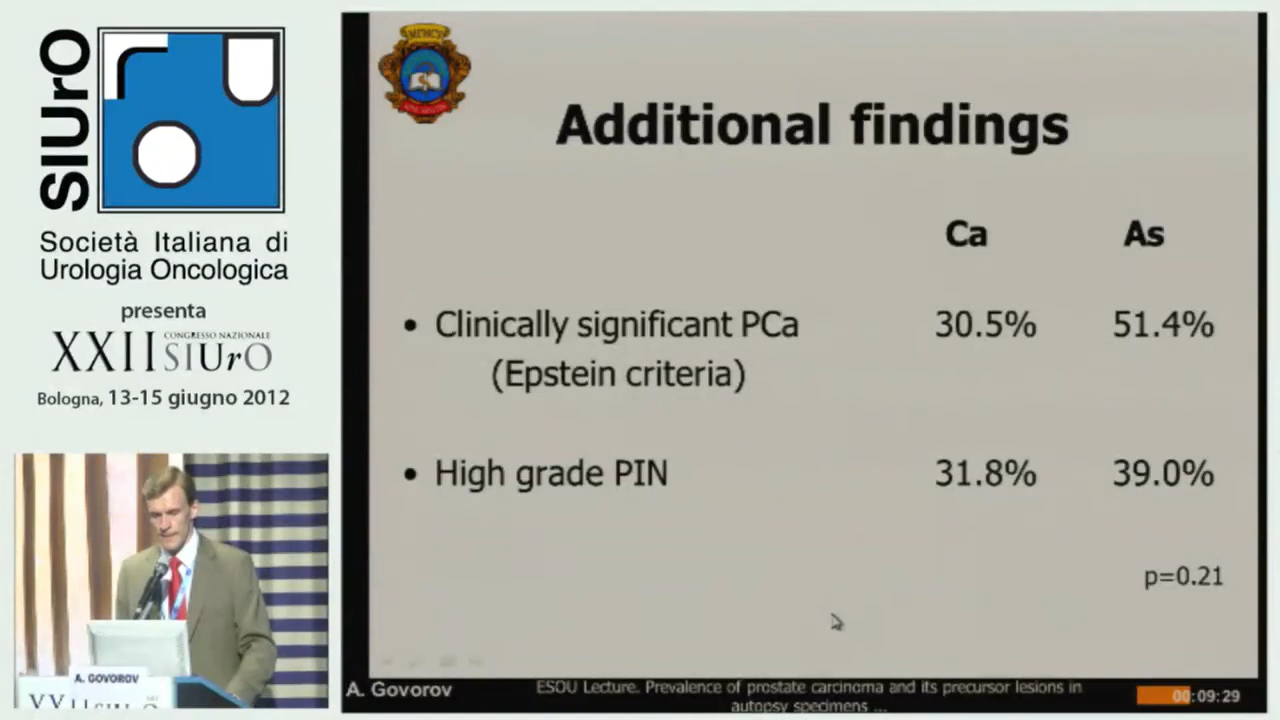 SIUrO
Società Italiana di
Urologia Oncologica
presenta
XXII CONGRESSO NAZIONALE
SIUrO
Bologna, 13-15 giugno 2012
Additional findings
Ca As
• Clinically significant PCa 30.5% 51.4%
(Epstein criteria)
• High grade PIN 31.8% 39.0%
p=0.21
A. GOVOROV
A. Govorov
ESOU Lecture. Prevalence of prostate carcinoma and its precursor lesions in
autopsy specimens ...
00:09:29